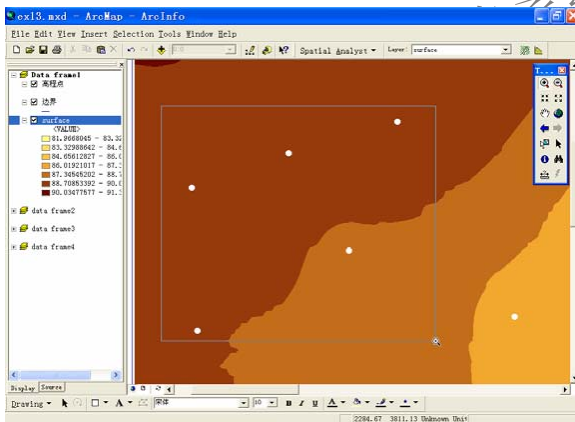 ex13.mxd - ArcMap - ArcInfo
File Edit View Insert Selection Tools Window Help
Spatial Analyst Layer: surface
T...
Data frame1
高程点
边界
surface
<VALUE>
81.9668045 - 83.32
83.32988642 - 84.6
84.65612827 - 86.0
86.01921017 - 87.3
87.34545202 - 88.7
88.70853392 - 90.0
90.03477577 - 91.3
data frame2
data frame3
data frame4
Display Source
Drawing A 宋体 10 B I U A
2284.67 3811.13 Unknown Unit